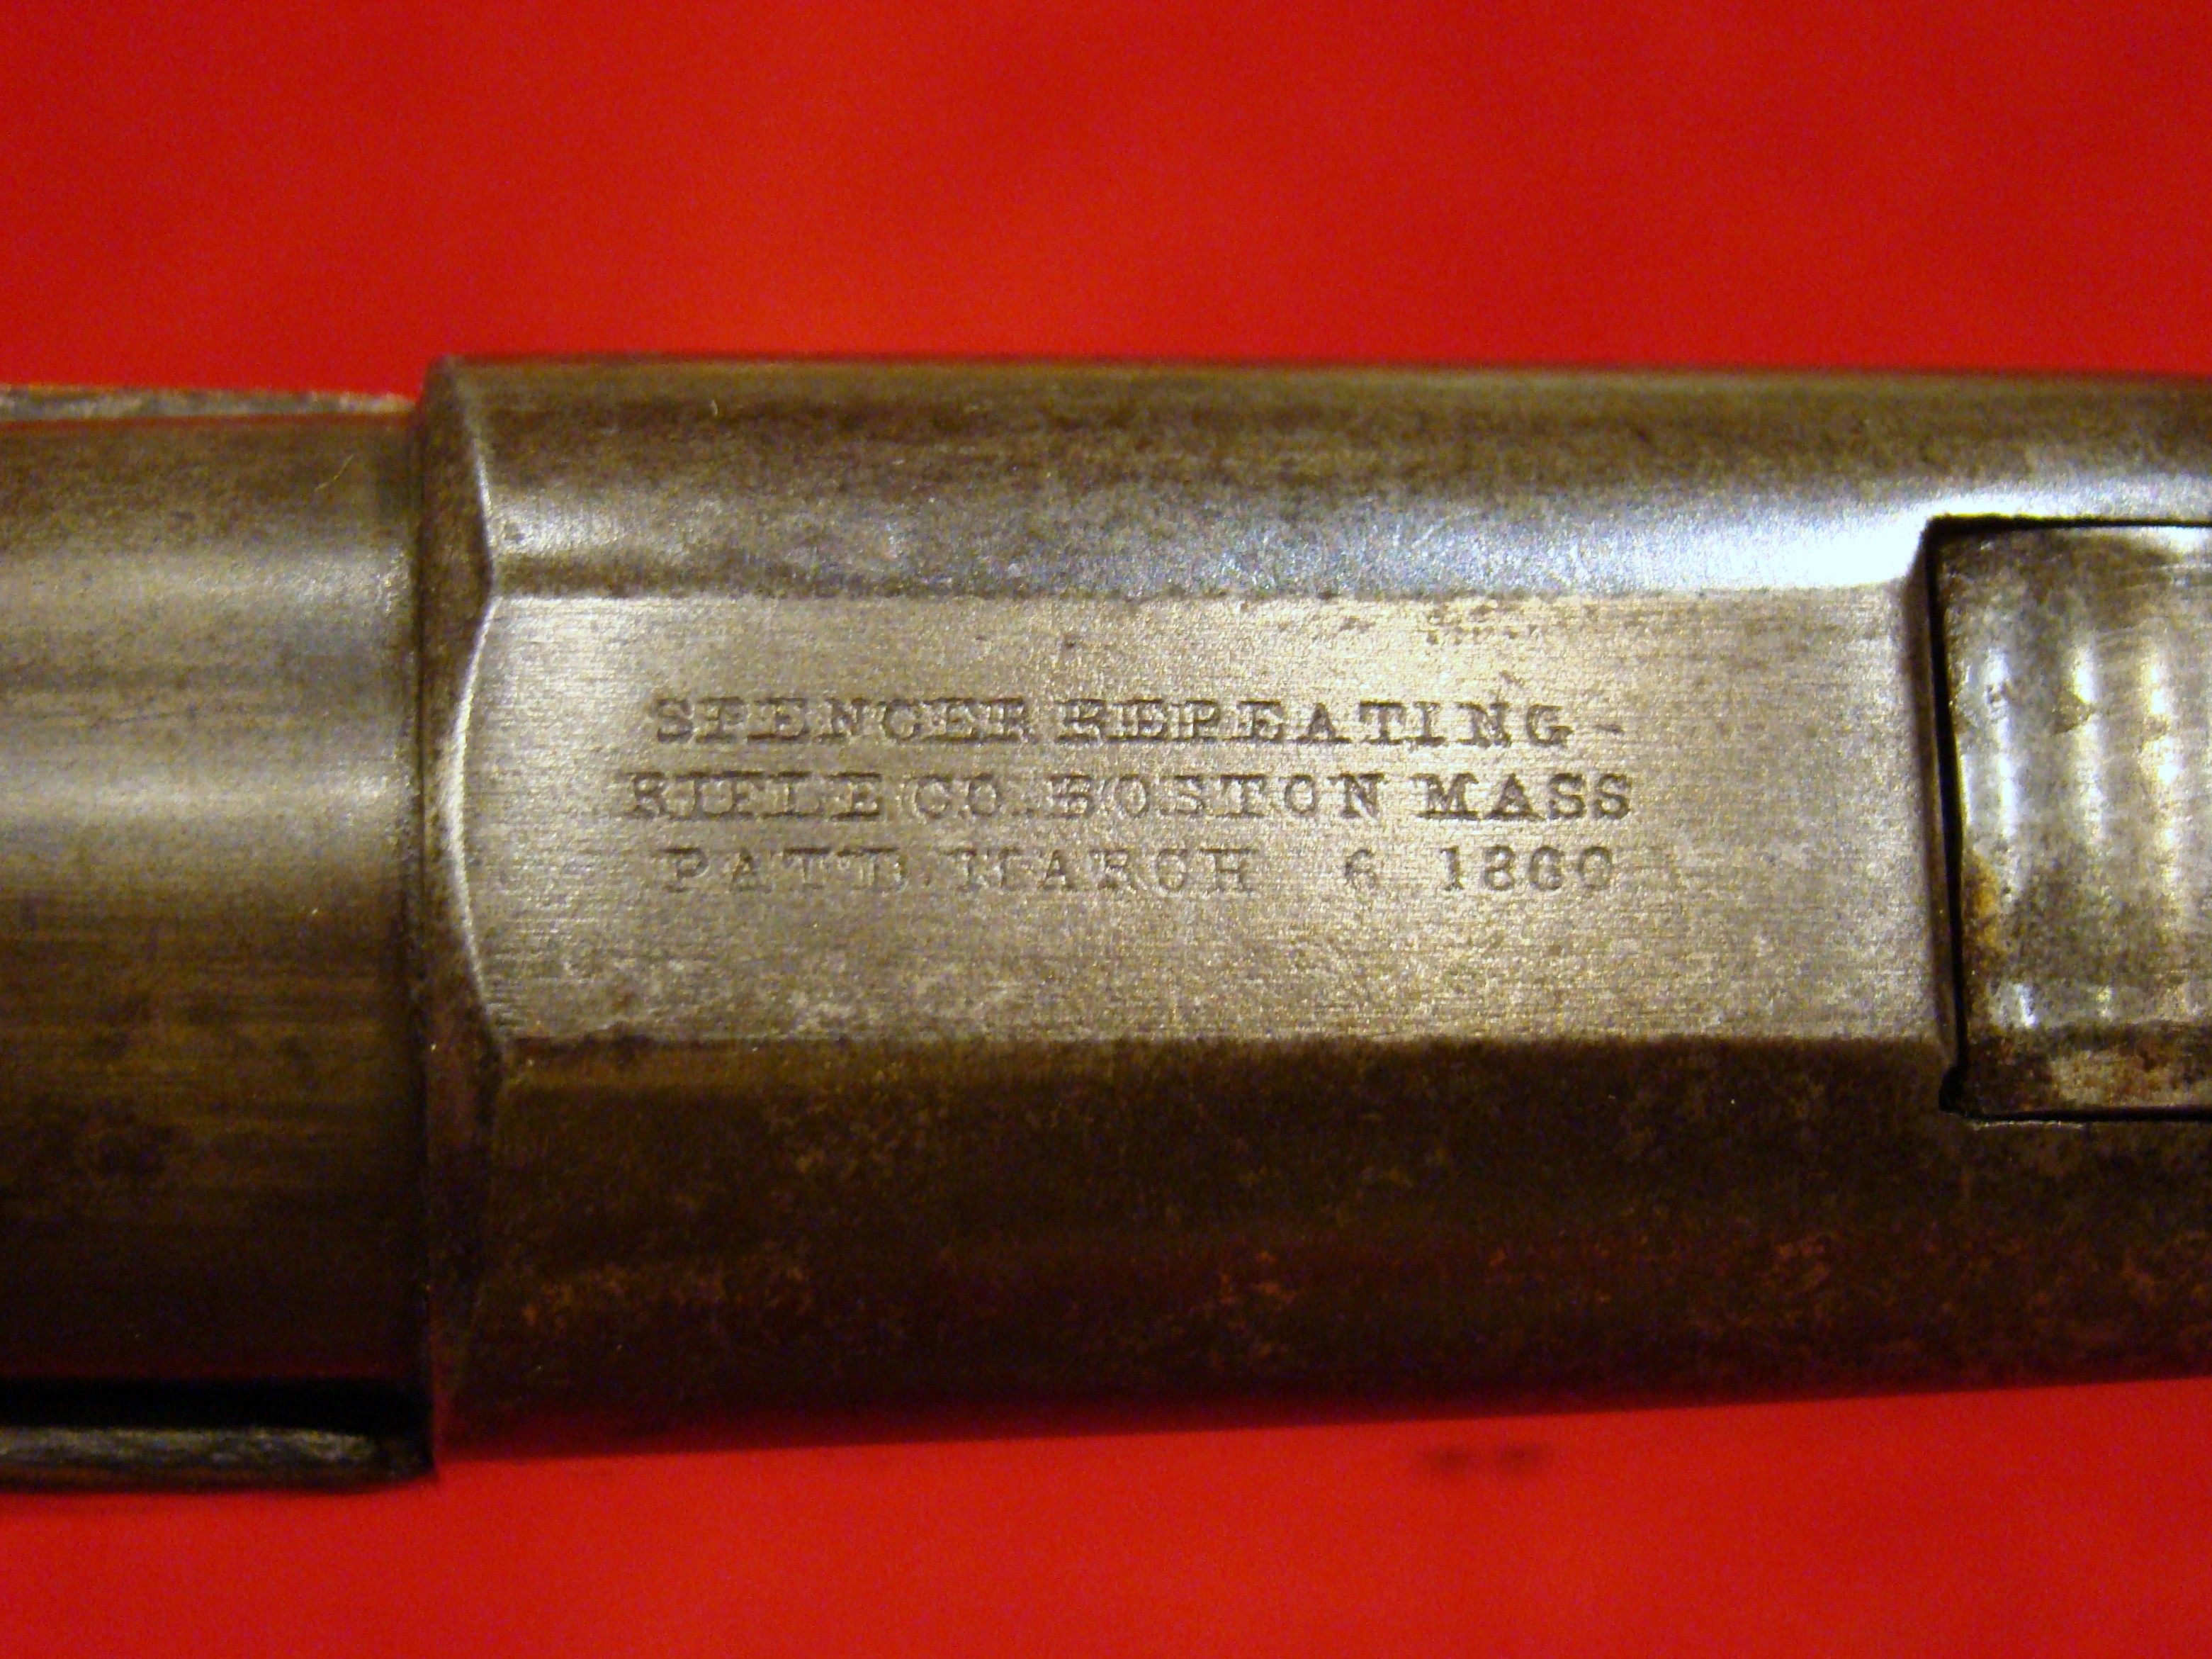 SPENCER REPEATING-
RIFLE CO. BOSTON MASS
PAT'D. MARCH 6 1860